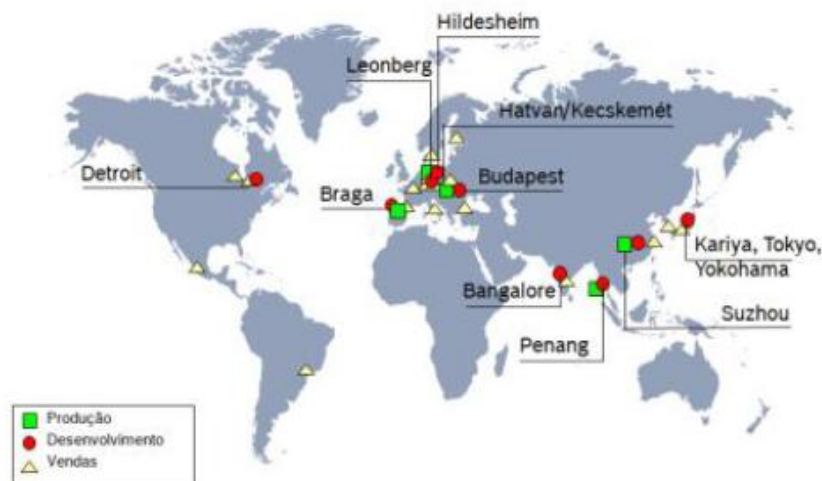 Hildesheim
Leonberg
Hatvan/Kecskemét
Detroit
Braga
Budapest
Kariya, Tokyo,
Yokohama
Bangalore
Suzhou
Penang
Produção
Desenvolvimento
Vendas